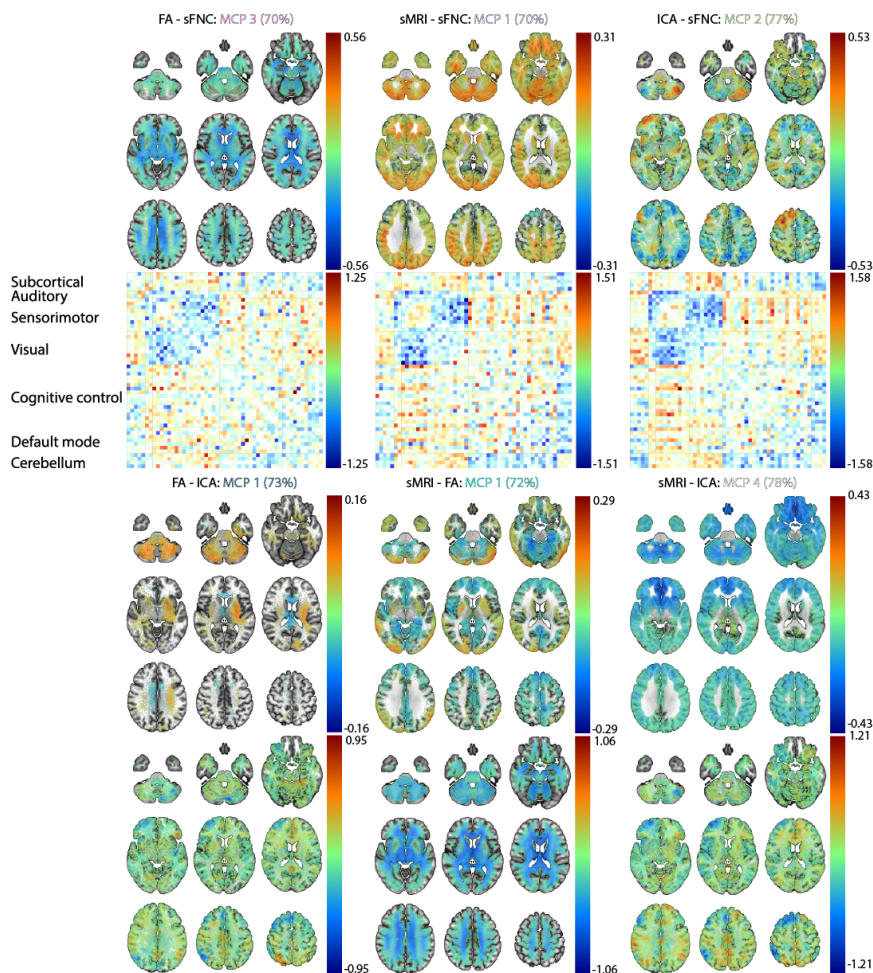 FA - sFNC: MCP 3 (70%)
sMRI - sFNC: MCP 1 (70%)
ICA - sFNC: MCP 2 (77%)
0.56
0.31
0.53
-0.56
-0.31
-0.53
Subcortical
Auditory
Sensorimotor
Visual
Cognitive control
Default mode
Cerebellum
1.25
1.51
1.58
-1.25
-1.51
-1.58
FA - ICA: MCP 1 (73%)
sMRI - FA: MCP 1 (72%)
sMRI - ICA: MCP 4 (78%)
0.16
0.29
0.43
-0.16
-0.29
-0.43
0.95
1.06
1.21
-0.95
-1.06
-1.21